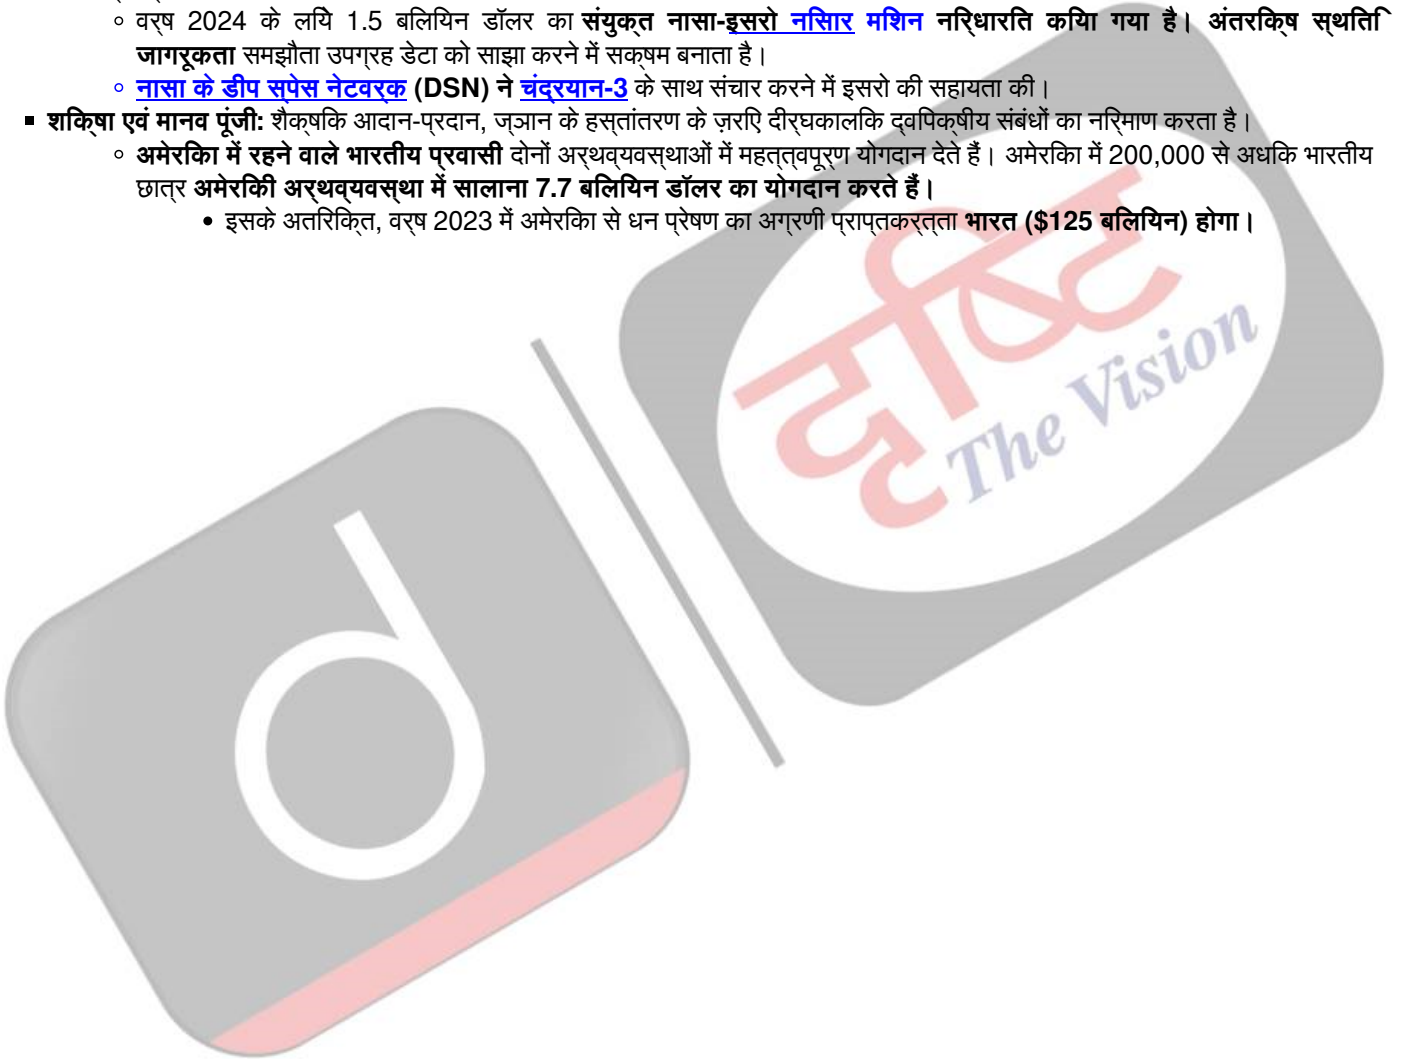 वर्ष 2024 के लिये 1.5 बिलियन डॉलर का संयुक्त नासा-इसरो निसार मिशन निर्धारित किया गया है। अंतरिक्ष स्थिति
जागरूकता समझौता उपग्रह डेटा को साझा करने में सक्षम बनाता है।
नासा के डीप स्पेस नेटवर्क (DSN) ने चंद्रयान-3 के साथ संचार करने में इसरो की सहायता की।
शिक्षा एवं मानव पूंजी: शैक्षिक आदान-प्रदान, ज्ञान के हस्तांतरण के ज़रिए दीर्घकालिक द्विपक्षीय संबंधों का निर्माण करता है।
अमेरिका में रहने वाले भारतीय प्रवासी दोनों अर्थव्यवस्थाओं में महत्त्वपूर्ण योगदान देते हैं। अमेरिका में 200,000 से अधिक भारतीय
छात्र अमेरिकी अर्थव्यवस्था में सालाना 7.7 बिलियन डॉलर का योगदान करते हैं।
इसके अतिरिक्त, वर्ष 2023 में अमेरिका से धन प्रेषण का अग्रणी प्राप्तकर्त्ता भारत ($125 बिलियन) होगा।
दृष्टि
The Vision
d